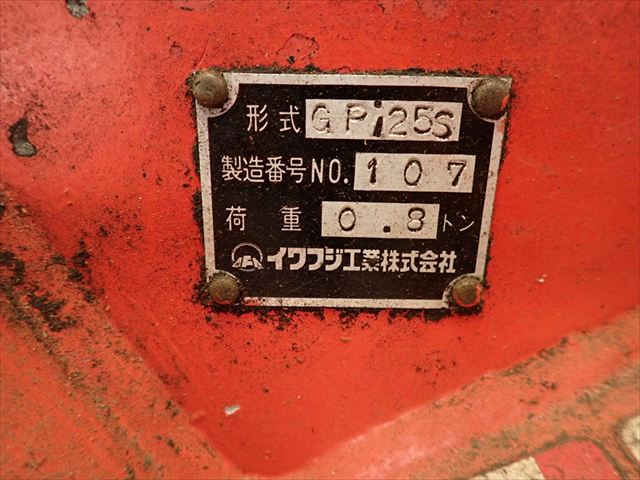 形式 GPi25S
製造番号 NO. 107
荷重 0.8 トン
イワフジ工業株式会社